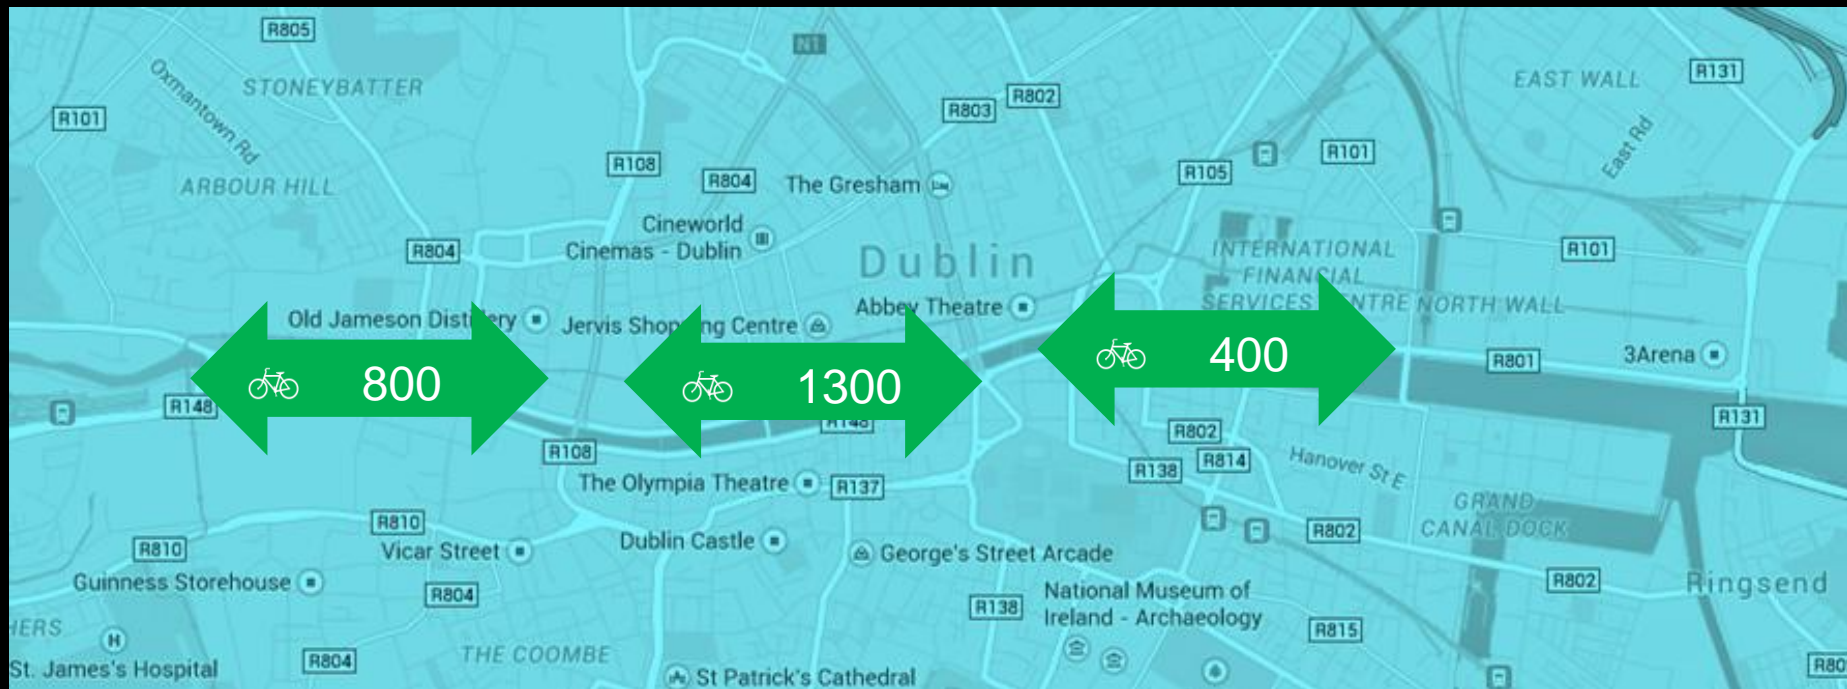 R805
N1
STONEYBATTER
Oxmantown Rd
R101
EAST WALL
R131
R803
R802
East Rd
R108
R804
The Gresham
R105
R101
ARBOUR HILL
Cineworld
Cinemas - Dublin
R804
Dublin
INTERNATIONAL
FINANCIAL
SERVICES CENTRE
R101
NORTH WALL
Old Jameson Distillery
Jervis Shopping Centre
Abbey Theatre
800
1300
400
R801
3Arena
R148
R148
R131
R108
R802
R814
R138
Hanover St E
The Olympia Theatre
R137
GRAND
CANAL DOCK
R810
R810
Vicar Street
Dublin Castle
George's Street Arcade
R802
Guinness Storehouse
R804
National Museum of
Ireland - Archaeology
R138
R802
Ringsend
R815
H
St. James's Hospital
R804
THE COOMBE
St Patrick's Cathedral